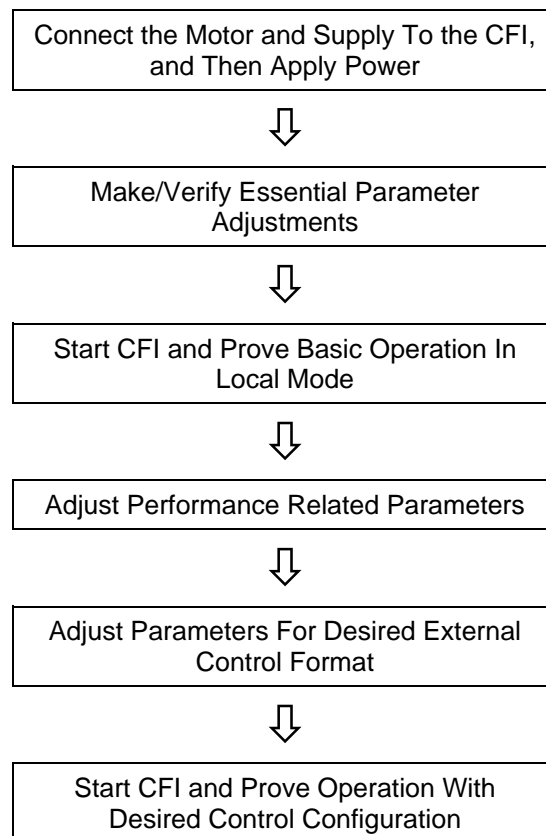 Connect the Motor and Supply To the CFI,
and Then Apply Power
Make/Verify Essential Parameter
Adjustments
Start CFI and Prove Basic Operation In
Local Mode
Adjust Performance Related Parameters
Adjust Parameters For Desired External
Control Format
Start CFI and Prove Operation With
Desired Control Configuration